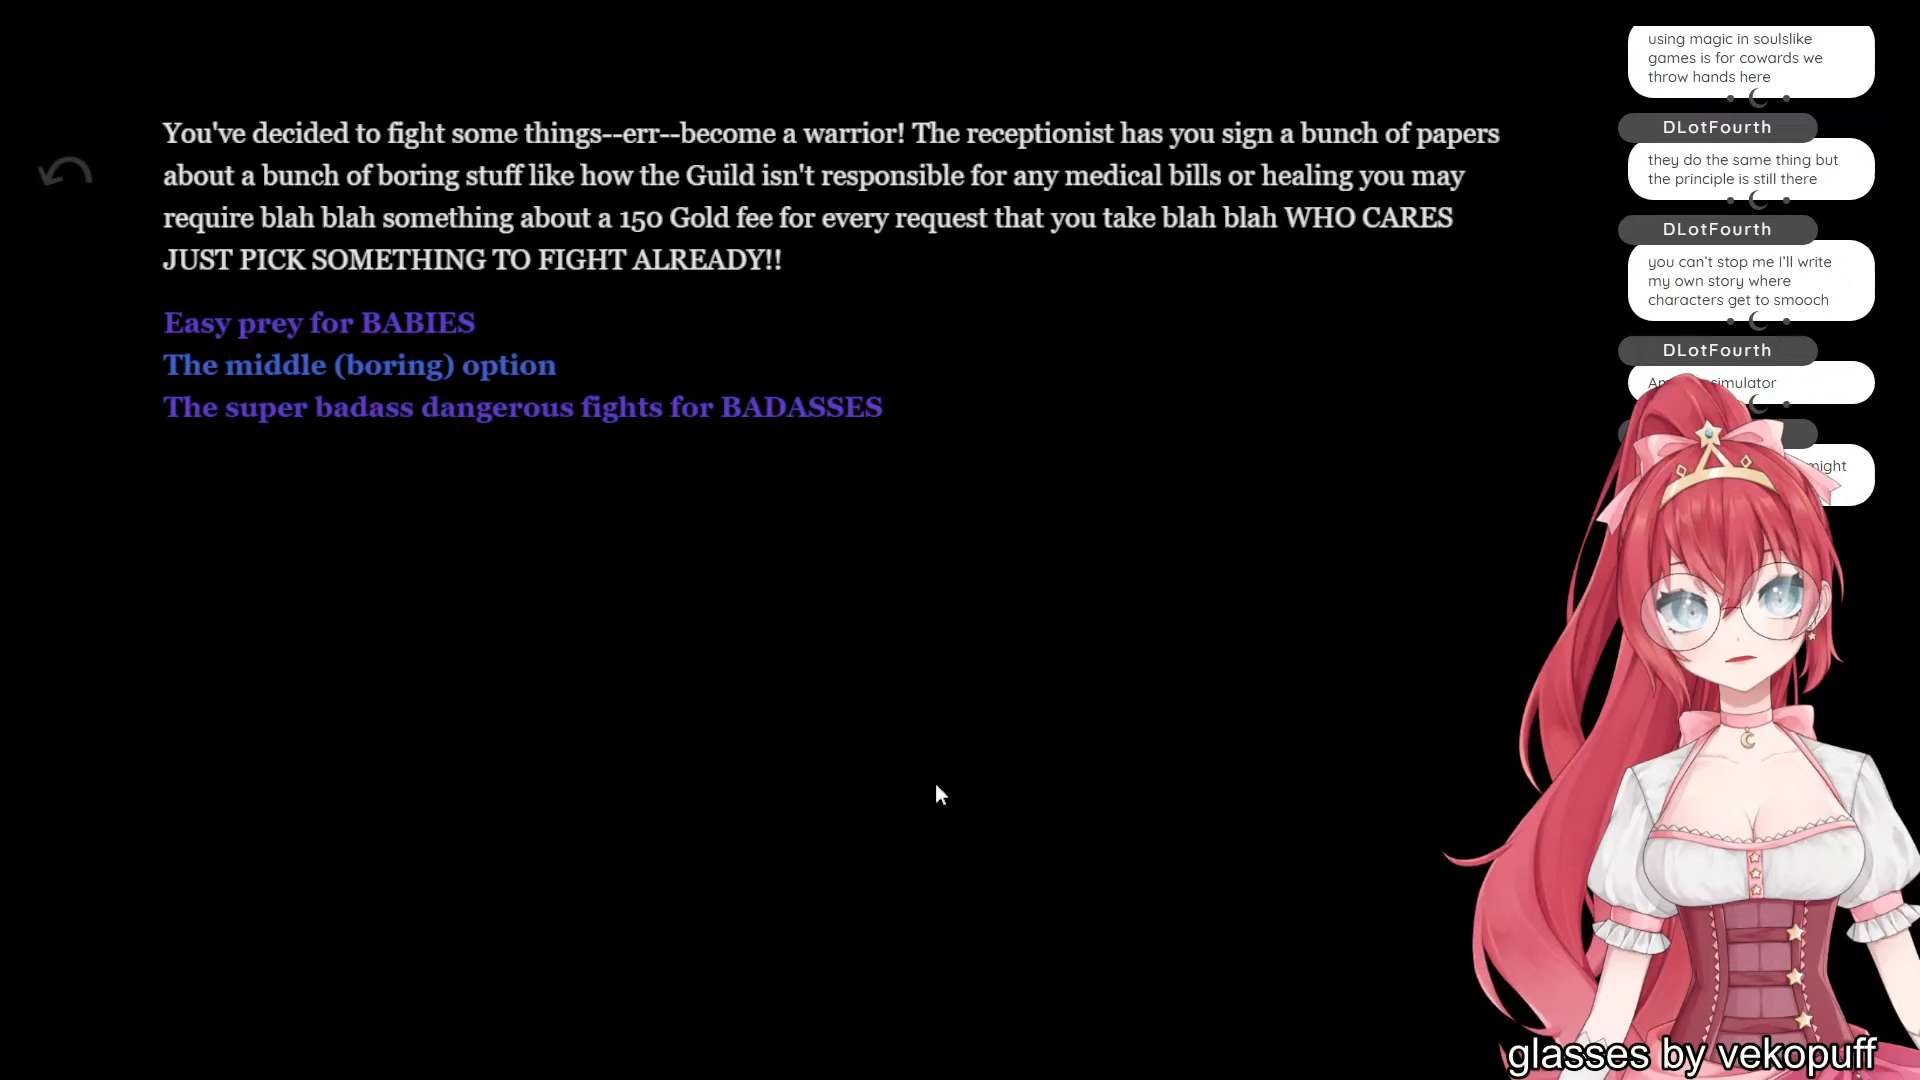 You've decided to fight some things--err--become a warrior! The receptionist has you sign a bunch of papers
about a bunch of boring stuff like how the Guild isn't responsible for any medical bills or healing you may
require blah blah something about a 150 Gold fee for every request that you take blah blah WHO CARES
JUST PICK SOMETHING TO FIGHT ALREADY!!
Easy prey for BABIES
The middle (boring) option
The super badass dangerous fights for BADASSES
using magic in soulslike
games is for cowards we
throw hands here
DLotFourth
they do the same thing but
the principle is still there
DLotFourth
you can't stop me I'll write
my own story where
characters get to smooch
DLotFourth
simulator
might
glasses by vekopuff